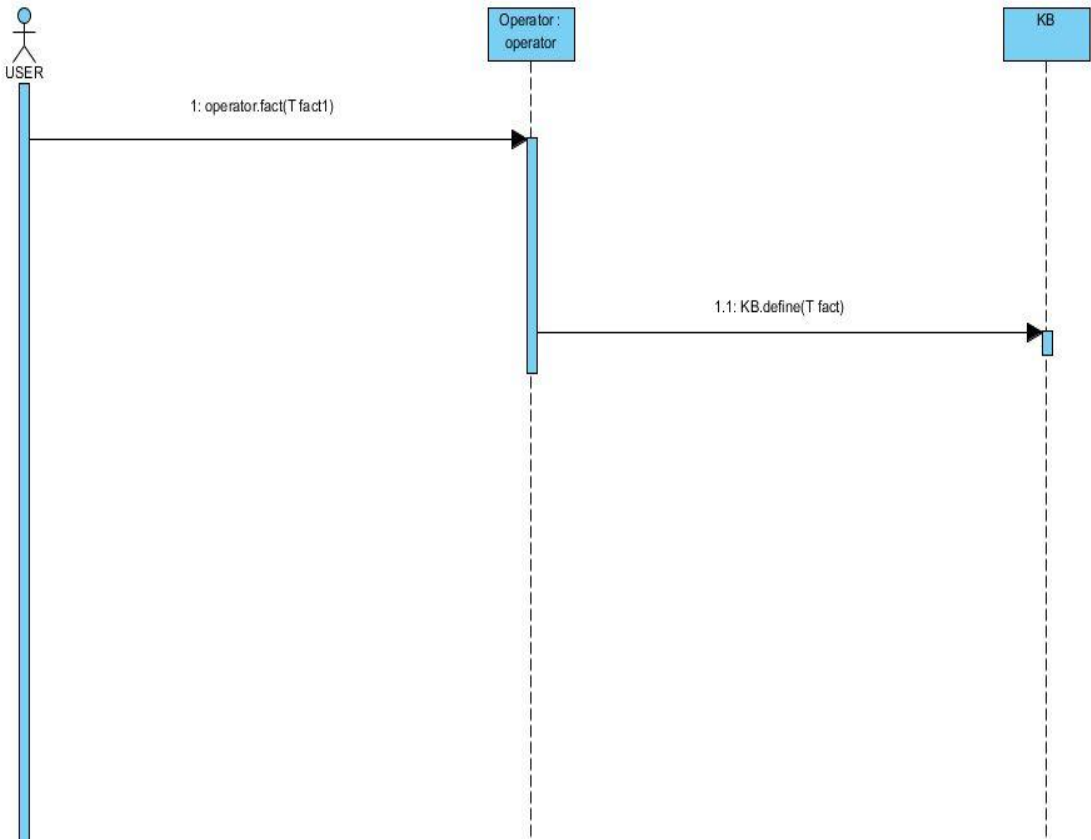 Operator :
operator
KB
USER
1: operator.fact(T fact1)
1.1: KB.define(T fact)